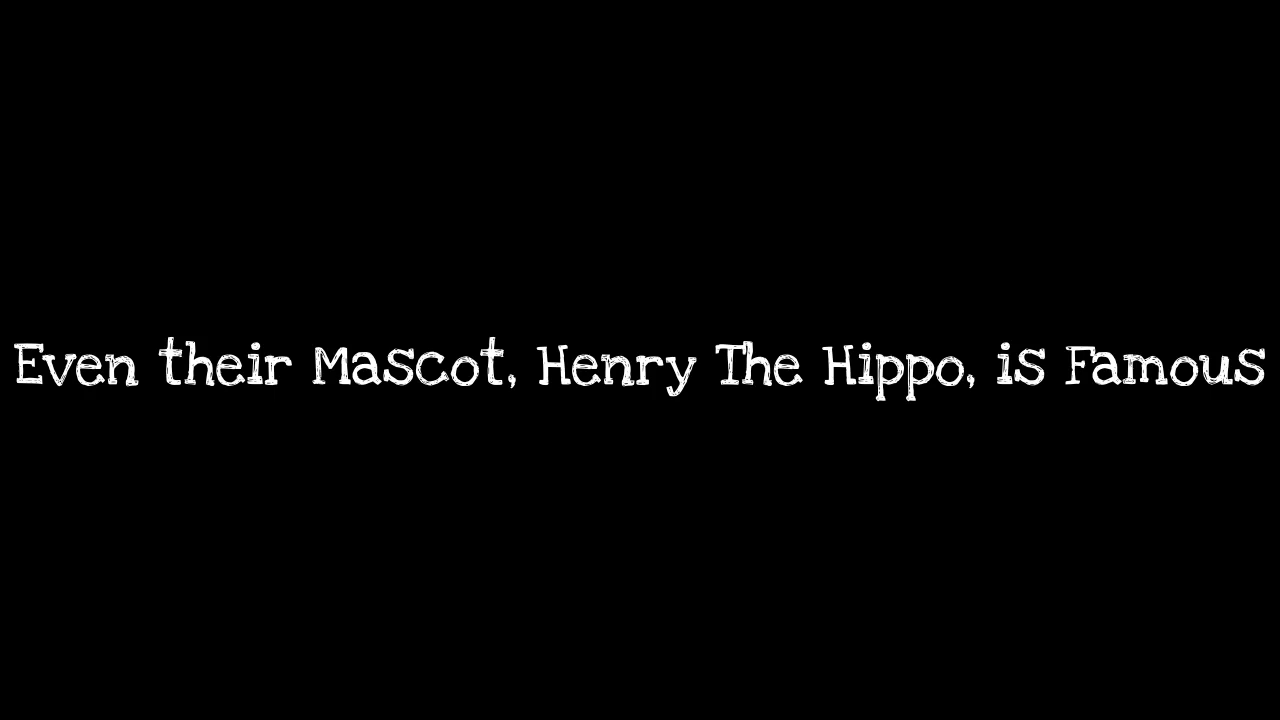 Even their Mascot, Henry The Hippo, is Famous